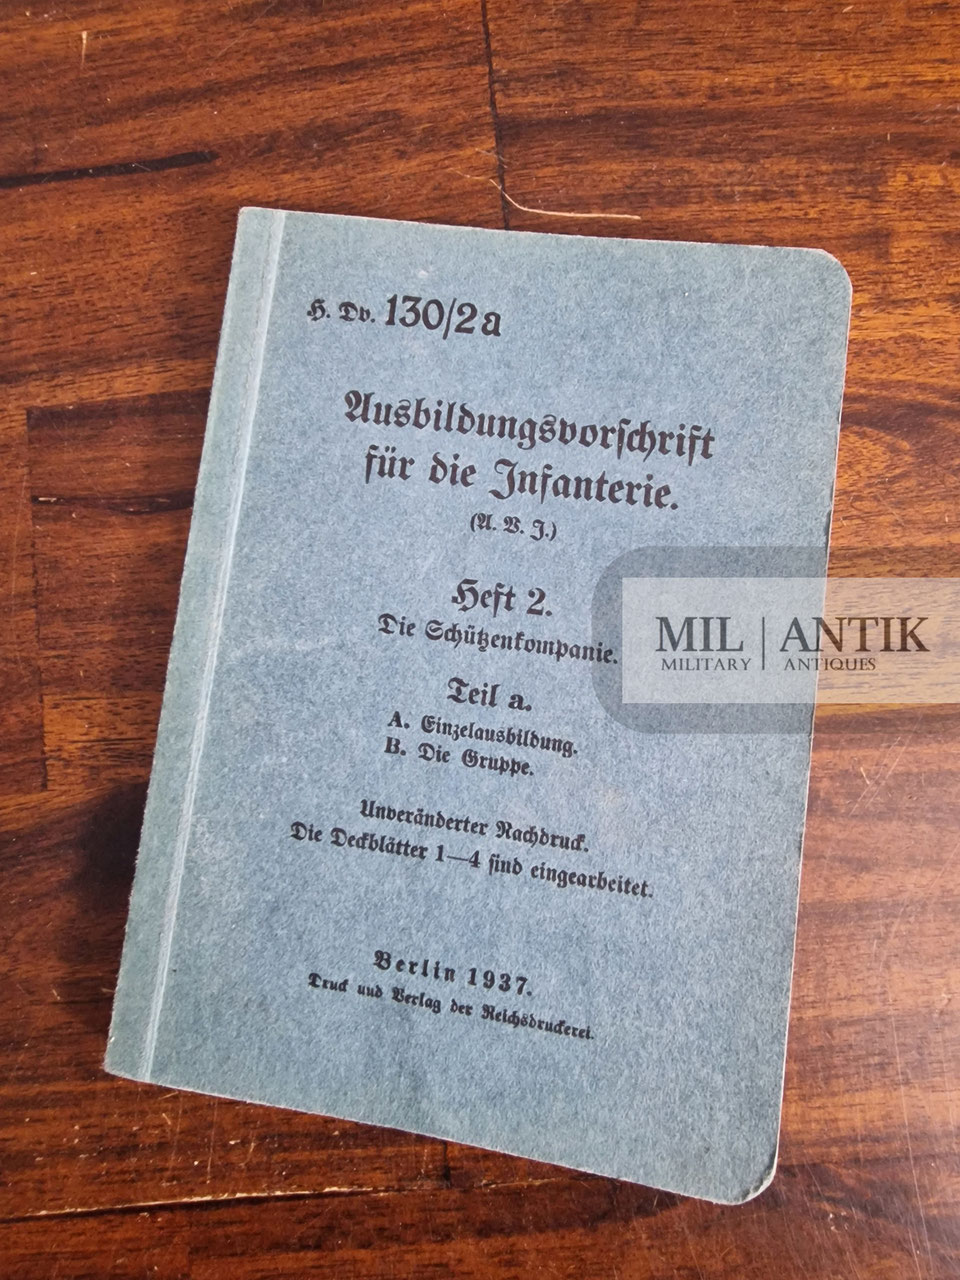 H. Dv. 130/2a
Ausbildungsvorschrift
für die Infanterie.
(A. V. J.)
Heft 2.
Die Schützenkompanie.
Teil a.
A. Einzelausbildung.
B. Die Gruppe.
Unveränderter Nachdruck.
Die Deckblätter 1—4 sind eingearbeitet.
Berlin 1937.
Druck und Verlag der Reichsdruckerei.
MIL | ANTIK
MILITARY | ANTIQUES